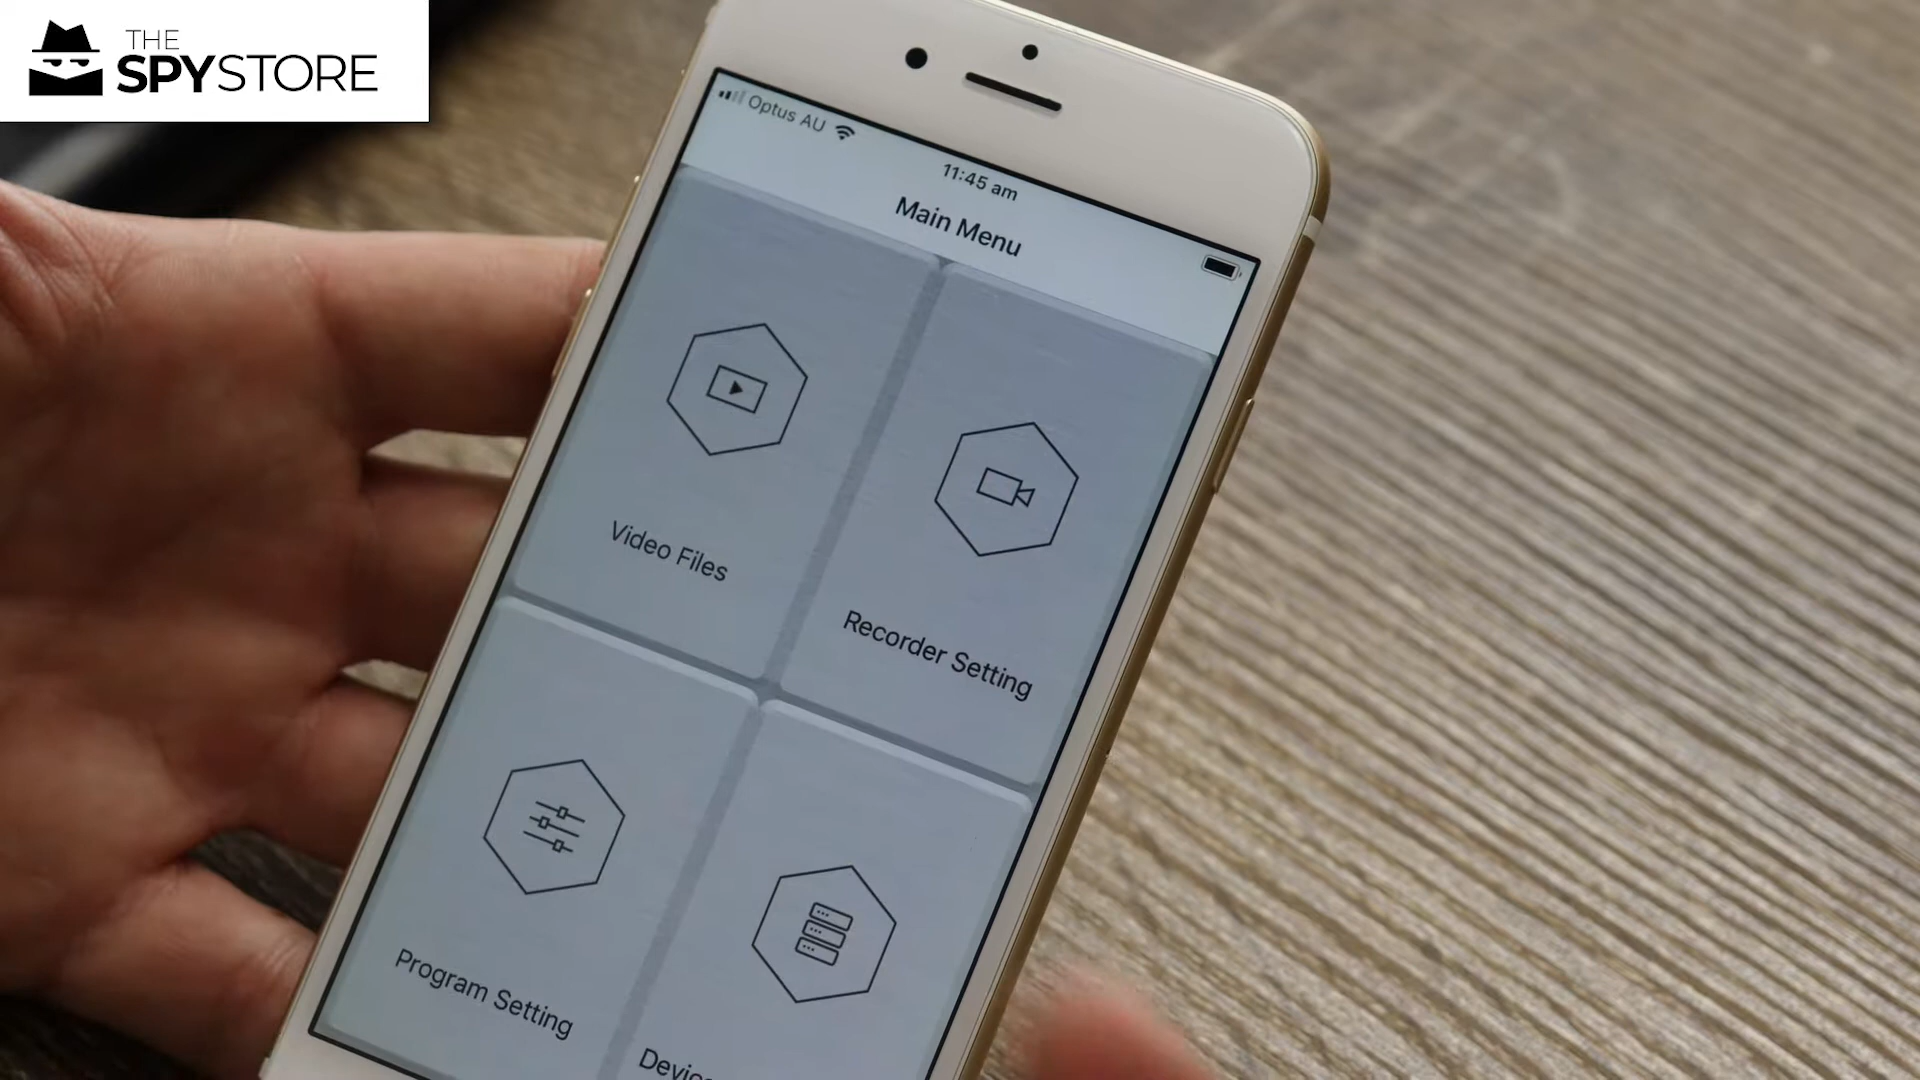 THE
SPYSTORE
Optus AU
11:45 am
Main Menu
Video Files
Recorder Setting
Program Setting